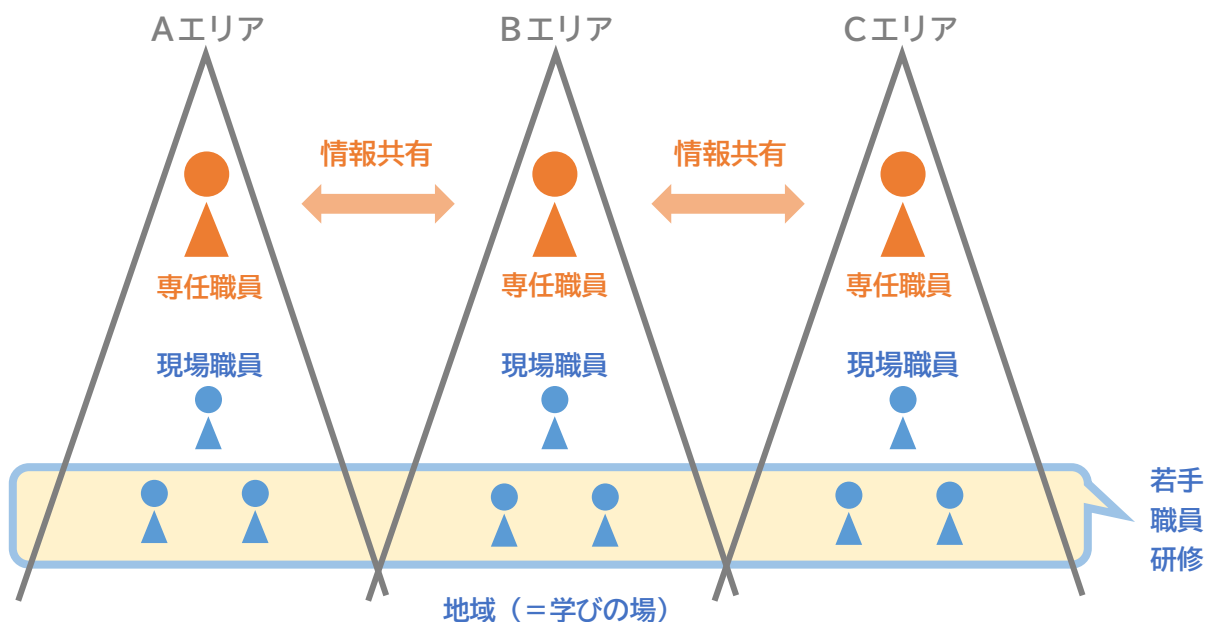 Ａエリア
Ｂエリア
Ｃエリア
情報共有
情報共有
専任職員
専任職員
専任職員
現場職員
現場職員
現場職員
若手
職員
研修
地域（＝学びの場）